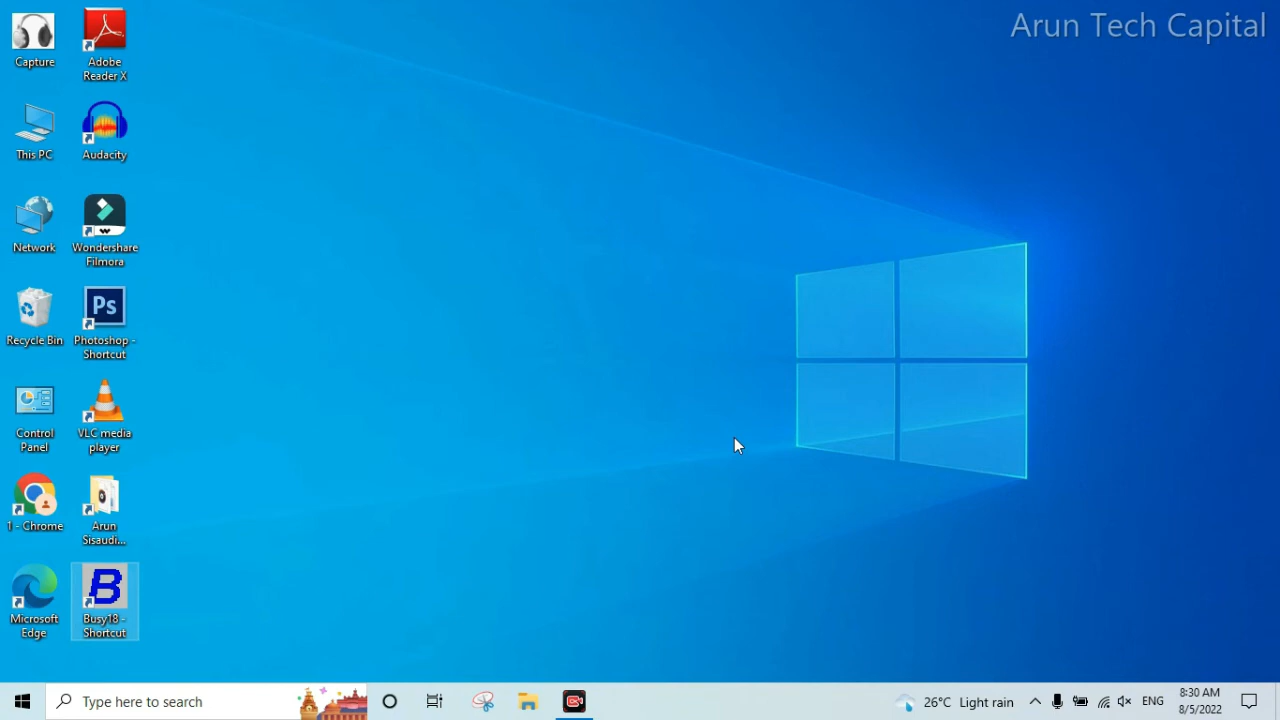 Arun Tech Capital
Capture
Adobe
Reader X
This PC
Audacity
Network
Wondershare
Filmora
Recycle Bin
Ps
Photoshop -
Shortcut
Control
Panel
VLC media
player
1 - Chrome
Arun
Sisaudi...
Microsoft
Edge
B
Busy18 -
Shortcut
Type here to search
26°C Light rain
ENG
8:30 AM
8/5/2022